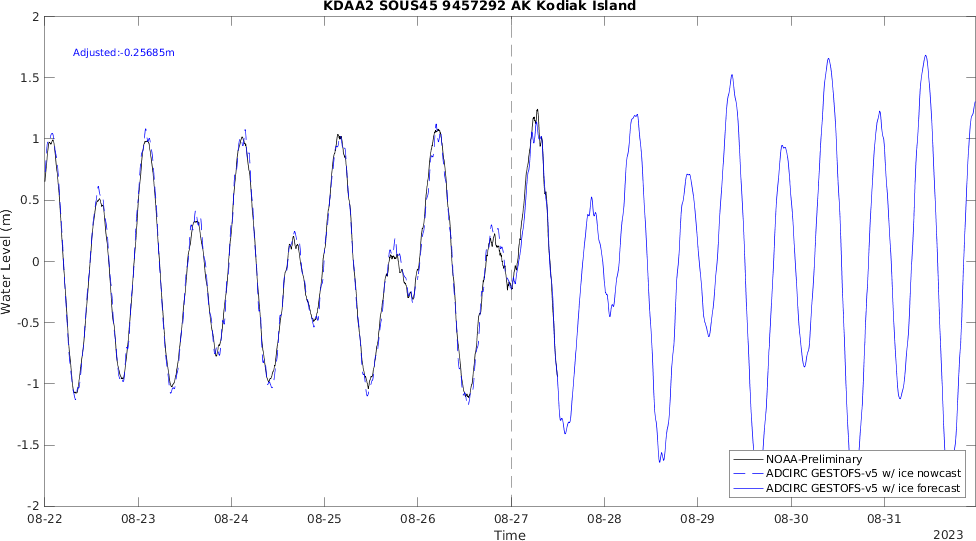 KDAA2 SOUS45 9457292 AK Kodiak Island
Adjusted:-0.25685m
2
1.5
1
0.5
0
-0.5
-1
-1.5
-2
Water Level (m)
NOAA-Preliminary
ADCIRC GESTOFS-v5 w/ ice nowcast
ADCIRC GESTOFS-v5 w/ ice forecast
08-22 08-23 08-24 08-25 08-26 08-27 08-28 08-29 08-30 08-31
Time
2023